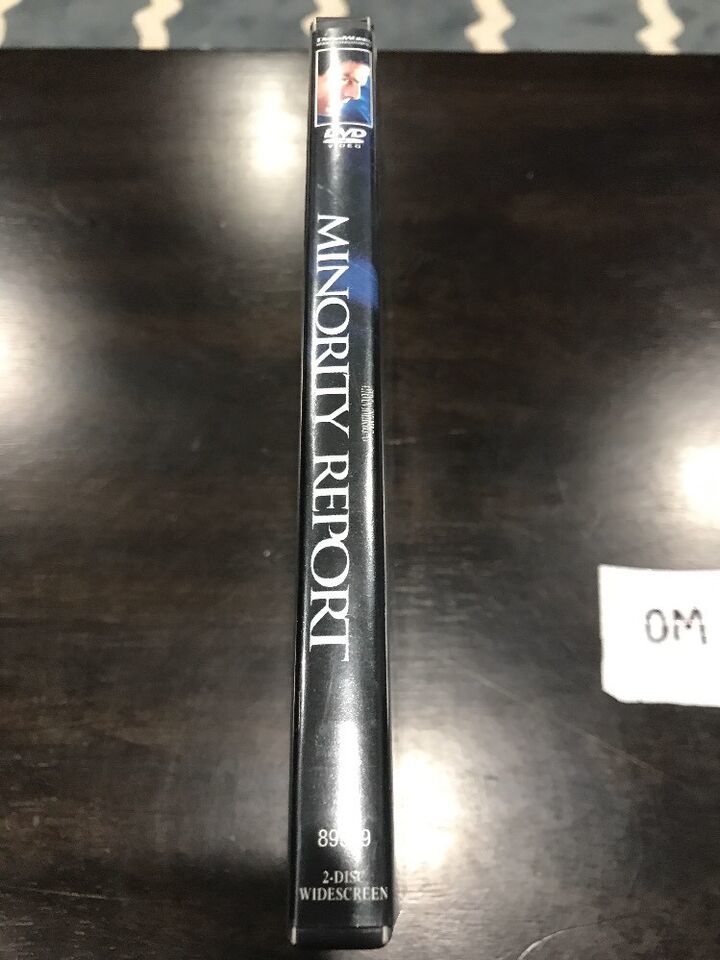 DVD
VIDEO
MINORITY REPORT
2-DISC
WIDESCREEN
OM